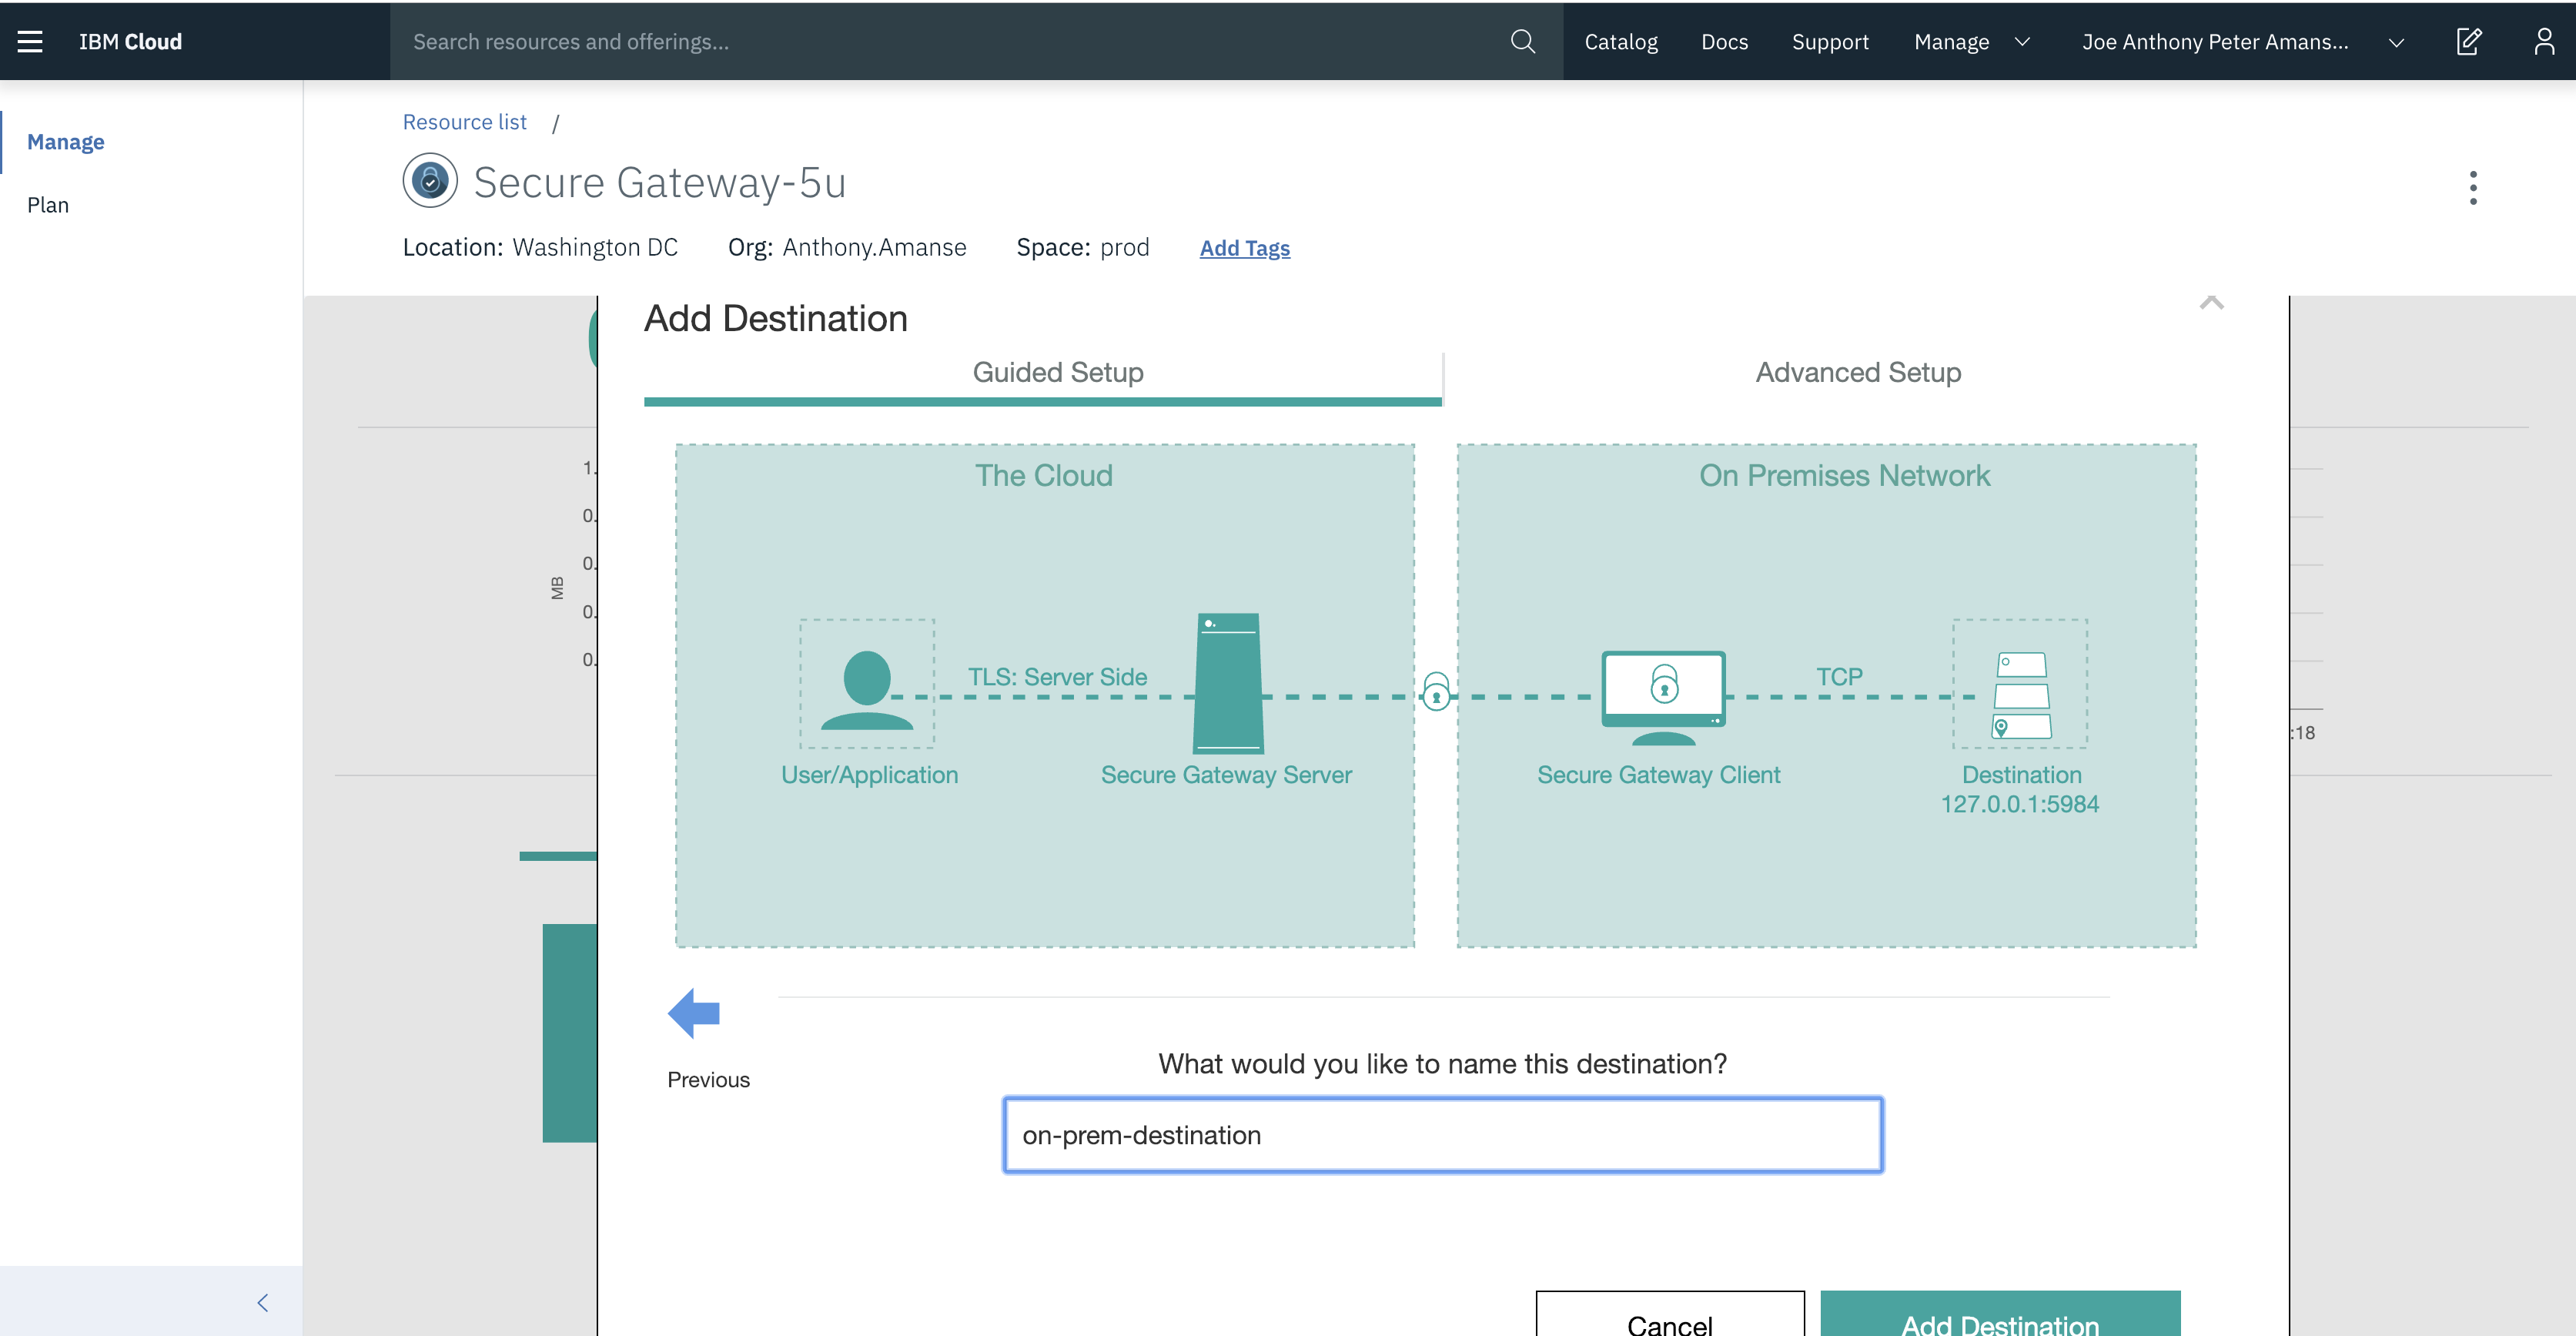 IBM Cloud
Search resources and offerings...
Catalog
Docs
Support
Manage
Joe Anthony Peter Amans...
Manage
Plan
Resource list /
Secure Gateway-5u
Location: Washington DC
Org: Anthony.Amanse
Space: prod
Add Tags
Add Destination
Guided Setup
Advanced Setup
1.
0.
0.
0.
0.
MB
:18
The Cloud
On Premises Network
TLS: Server Side
TCP
User/Application
Secure Gateway Server
Secure Gateway Client
Destination
127.0.0.1:5984
Previous
What would you like to name this destination?
on-prem-destination
Cancel
Add Destination